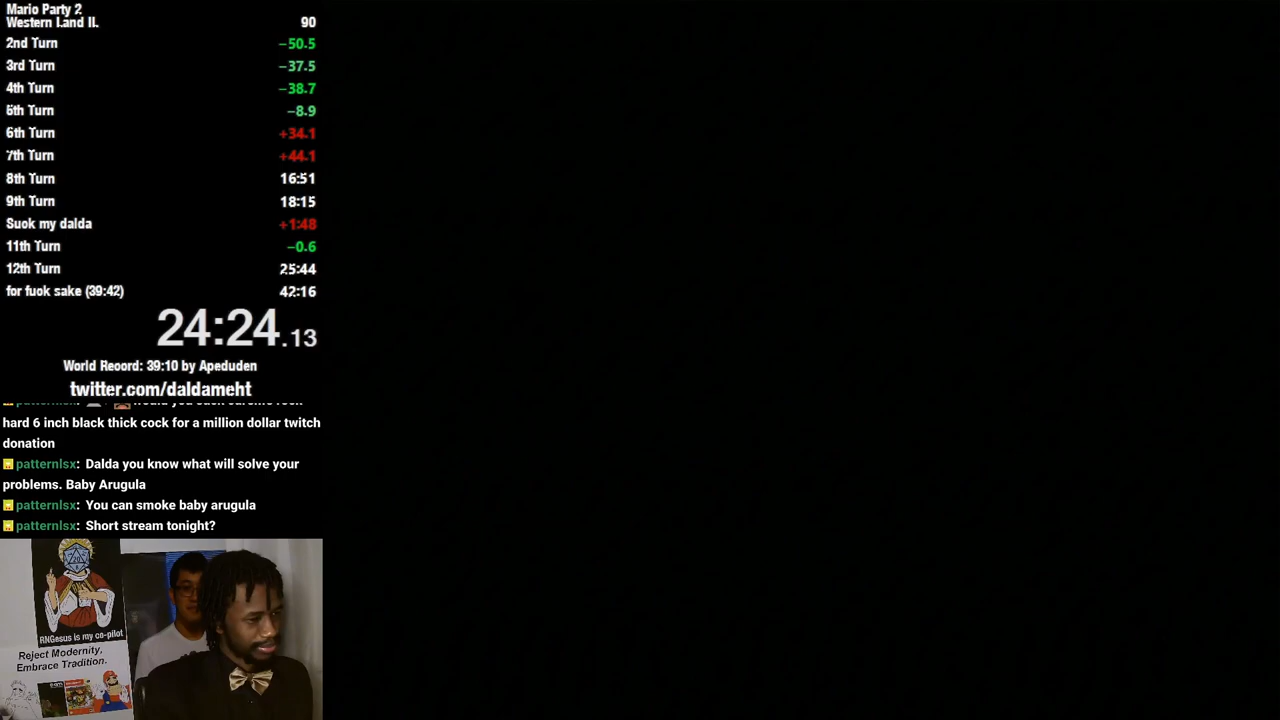 Mario Party 2
Western Land II. 90
2nd Turn −50.5
3rd Turn −37.5
4th Turn −38.7
5th Turn −8.9
6th Turn +34.1
7th Turn +44.1
8th Turn 16:51
9th Turn 18:15
Suck my dalda +1:48
11th Turn −0.6
12th Turn 25:44
for fuck sake (39:42) 42:16
24:24.13
World Record: 39:10 by Apeduden
twitter.com/daldameht
hard 6 inch black thick cock for a million dollar twitch
donation
patternlsx: Dalda you know what will solve your
problems. Baby Arugula
patternlsx: You can smoke baby arugula
patternlsx: Short stream tonight?
RNGesus is my co-pilot
Reject Modernity,
Embrace Tradition.